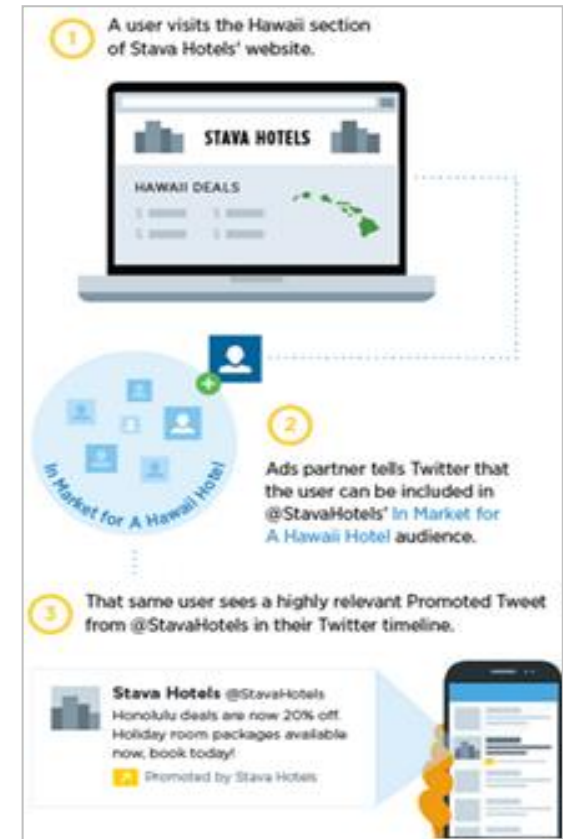 1
A user visits the Hawaii section
of Stava Hotels' website.
STAVA HOTELS
HAWAII DEALS
$
$
$
$
In Market for A Hawaii Hotel
2
Ads partner tells Twitter that
the user can be included in
@StavaHotels' In Market for
A Hawaii Hotel audience.
3
That same user sees a highly relevant Promoted Tweet
from @StavaHotels in their Twitter timeline.
Stava Hotels @StavaHotels
Honolulu deals are now 20% off.
Holiday room packages available
now, book today!
Promoted by Stava Hotels